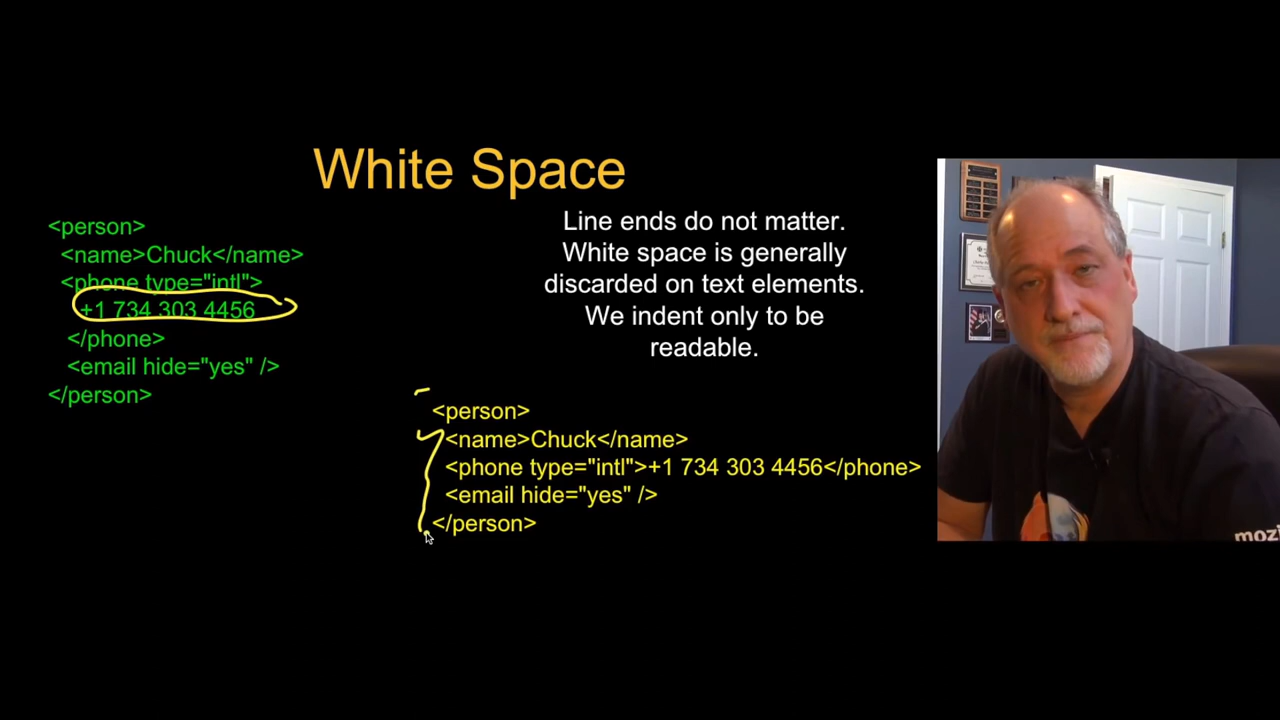 White Space
<person>
<name>Chuck</name>
<phone type="intl">
+1 734 303 4456
</phone>
<email hide="yes" />
</person>
Line ends do not matter.
White space is generally
discarded on text elements.
We indent only to be
readable.
<person>
<name>Chuck</name>
<phone type="intl">+1 734 303 4456</phone>
<email hide="yes" />
</person>
mozi